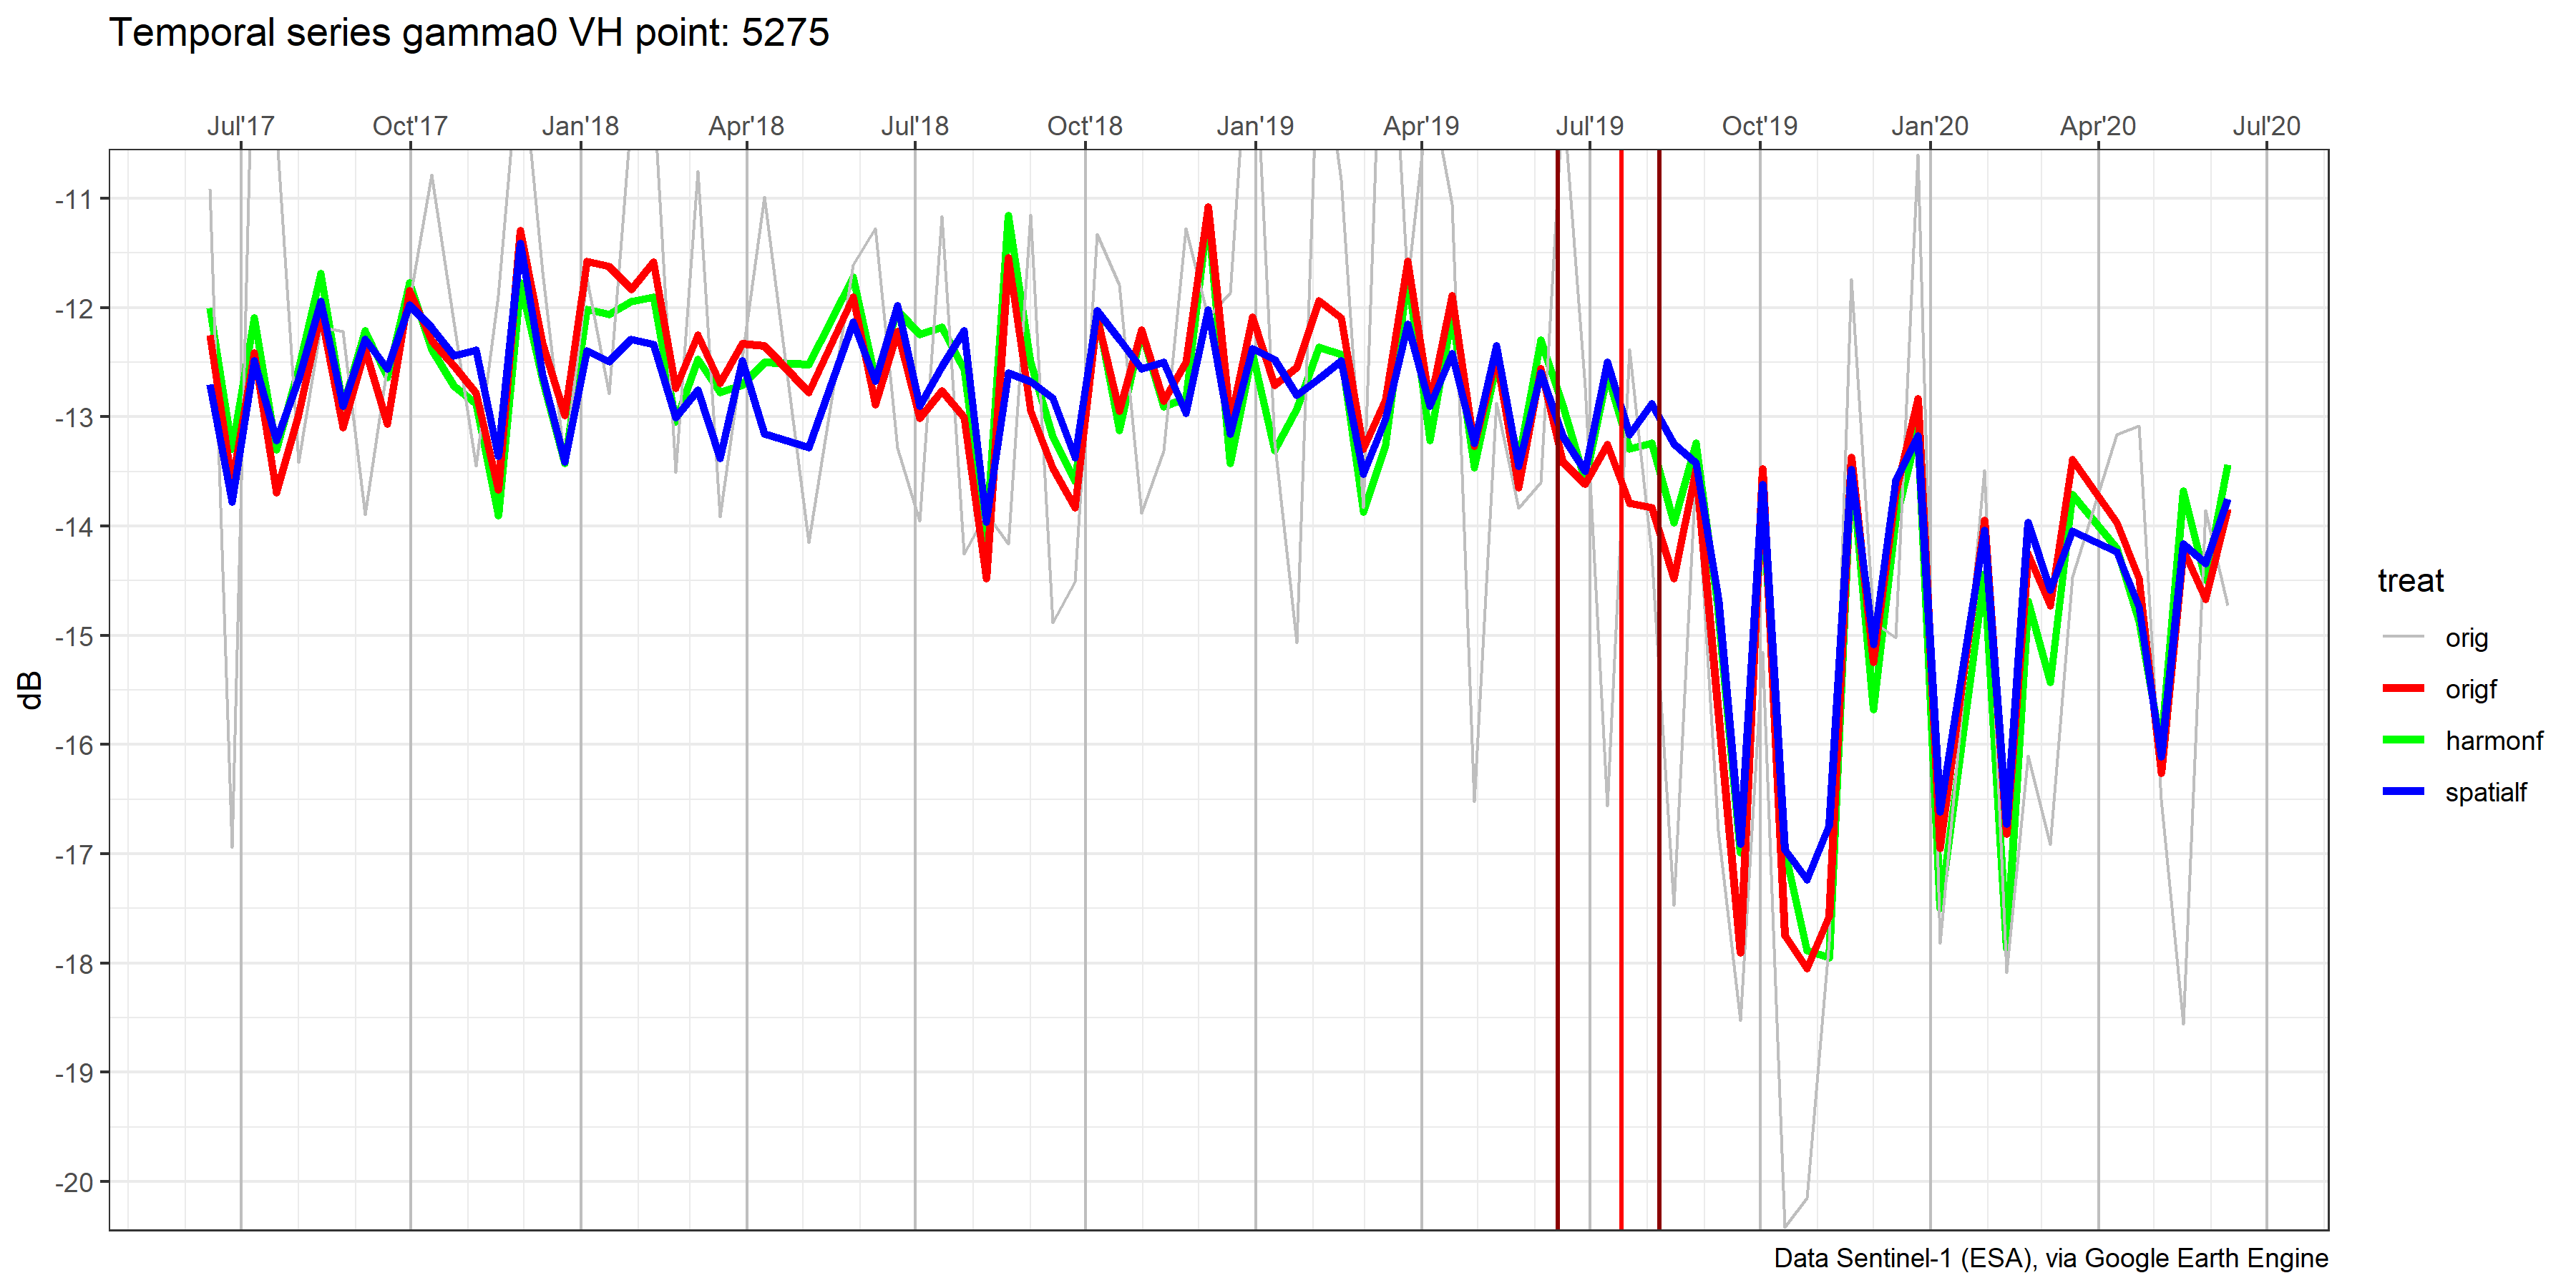 Temporal series gamma0 VH point: 5275
Jul'17 Oct'17 Jan'18 Apr'18 Jul'18 Oct'18 Jan'19 Apr'19 Jul'19 Oct'19 Jan'20 Apr'20 Jul'20
-11
-12
-13
-14
-15
-16
-17
-18
-19
-20
dB
treat
orig
origf
harmonf
spatialf
Data Sentinel-1 (ESA), via Google Earth Engine